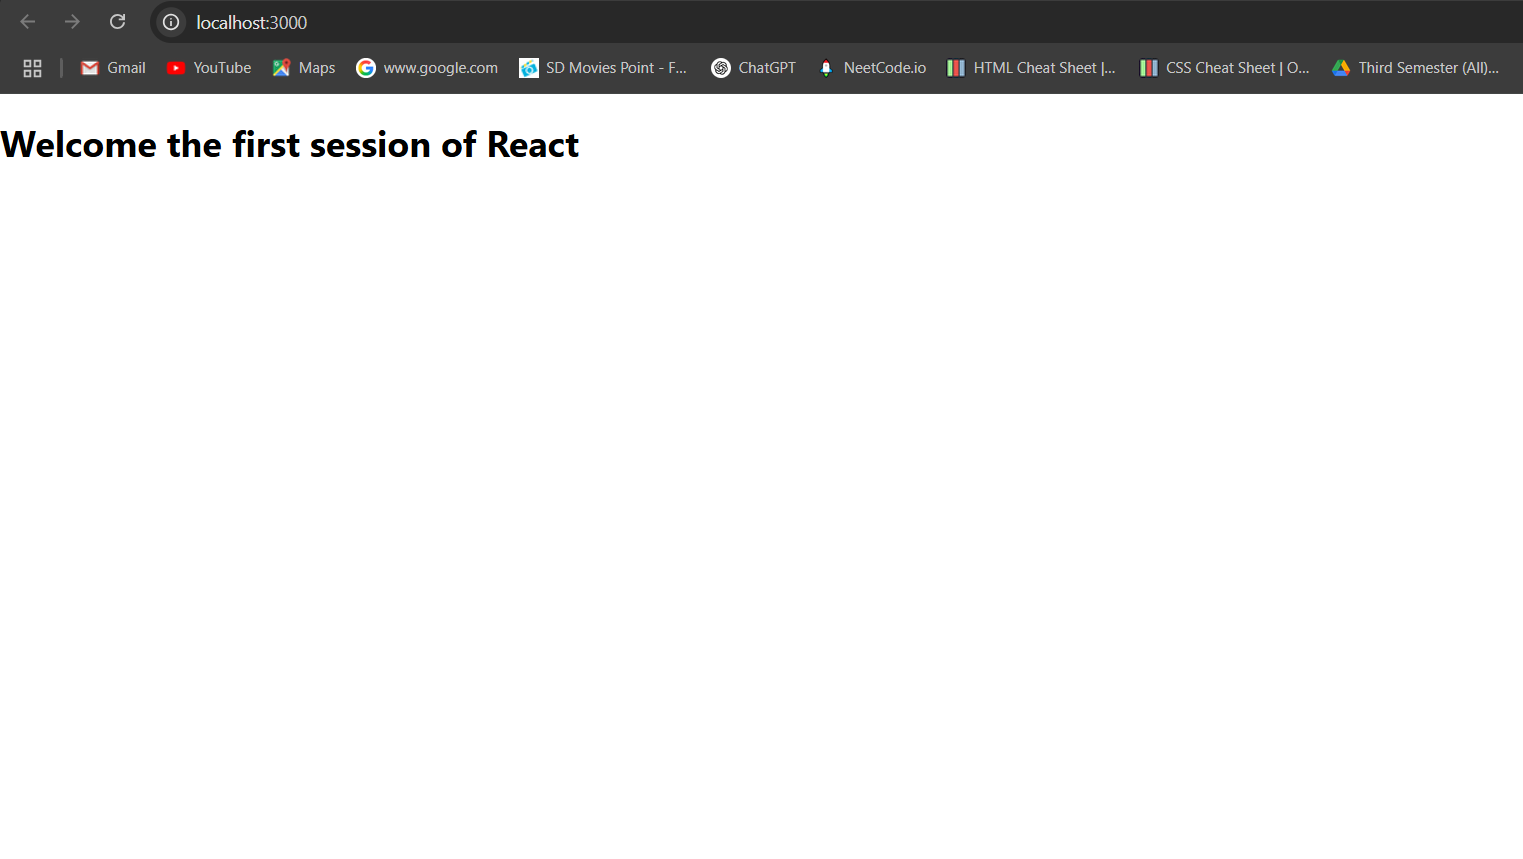 localhost:3000
Gmail YouTube Maps www.google.com SD Movies Point - F... ChatGPT NeetCode.io HTML Cheat Sheet |... CSS Cheat Sheet | O... Third Semester (All)...
Welcome the first session of React